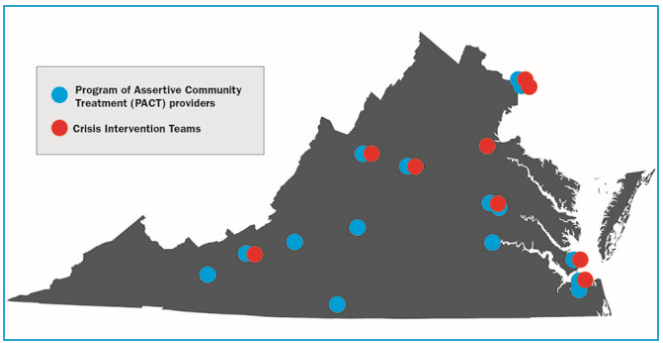 Program of Assertive Community
Treatment (PACT) providers
Crisis Intervention Teams